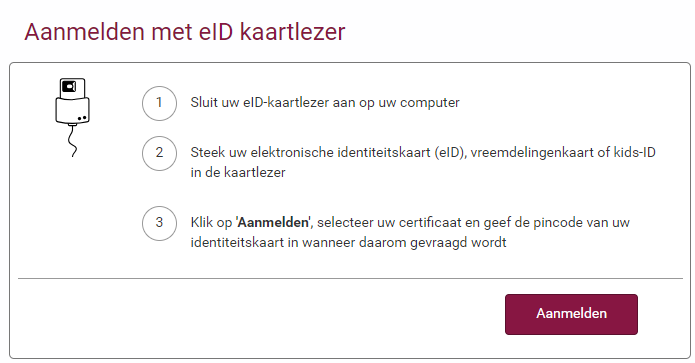 Aanmelden met eID kaartlezer
1 Sluit uw eID-kaartlezer aan op uw computer
2 Steek uw elektronische identiteitskaart (eID), vreemdelingenkaart of kids-ID
in de kaartlezer
3 Klik op 'Aanmelden', selecteer uw certificaat en geef de pincode van uw
identiteitskaart in wanneer daarom gevraagd wordt
Aanmelden